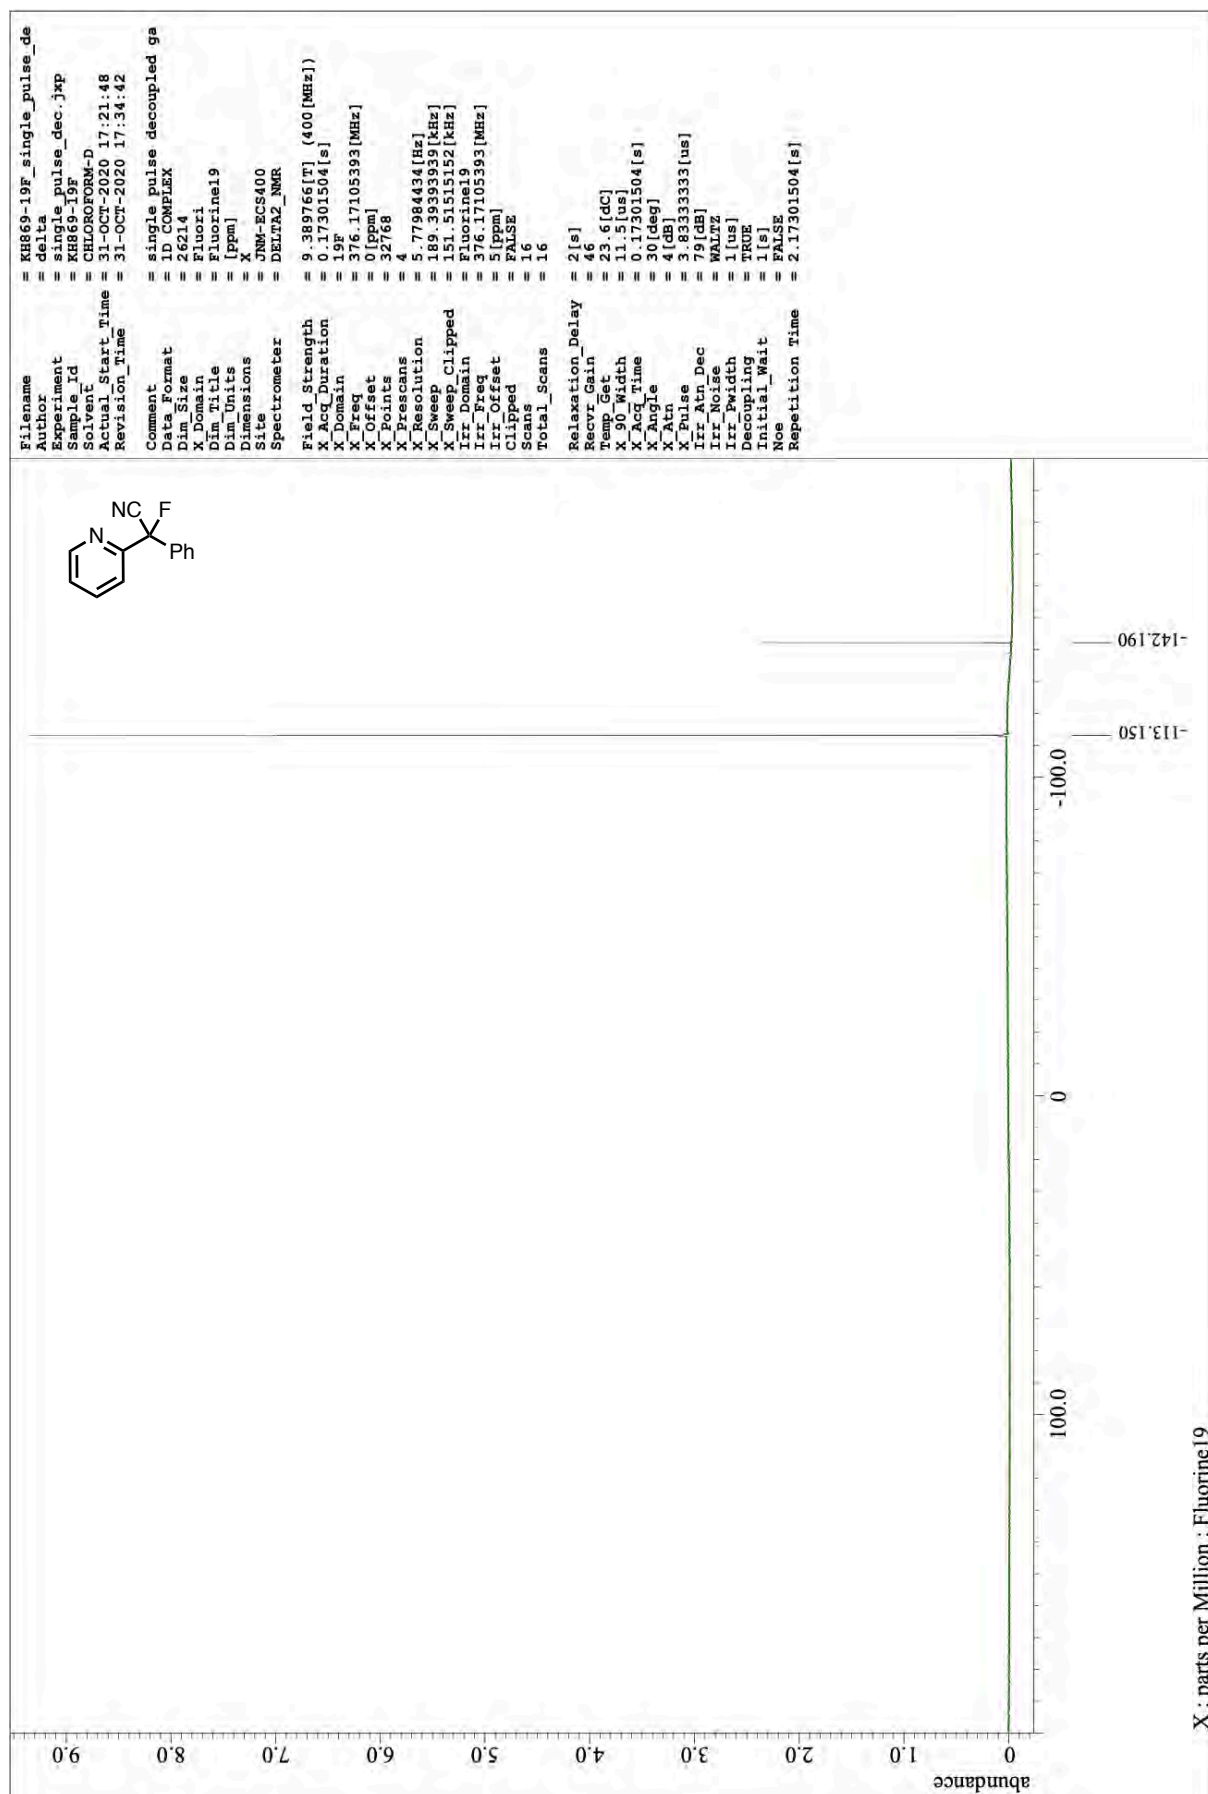 Filename = KH869-19F_single_pulse_de
Author = delta
Experiment = single_pulse_dec.jxp
Sample_Id = KH869-19F
Solvent = CHLOROFORM-D
Actual_Start_Time = 31-OCT-2020 17:21:48
Revision_Time = 31-OCT-2020 17:34:42
Comment = single pulse decoupled ga
Data_Format = 1D COMPLEX
Dim_Size = 26214
X_Domain = Fluori
Dim_Title = Fluorine19
Dim_Units = [ppm]
Dimensions = X
Site = JNM-ECS400
Spectrometer = DELTA2_NMR
Field_Strength = 9.389766[T] (400[MHz])
X_Acq_Duration = 0.17301504[s]
X_Domain = 19F
X_Freq = 376.17105393[MHz]
X_Offset = 0[ppm]
X_Points = 32768
X_Prescans = 4
X_Resolution = 5.77984434[Hz]
X_Sweep = 189.39393939[kHz]
X_Sweep_Clipped = 151.51515152[kHz]
Irr_Domain = Fluorine19
Irr_Freq = 376.17105393[MHz]
Irr_Offset = 5[ppm]
Clipped = FALSE
Scans = 16
Total_Scans = 16
Relaxation_Delay = 2[s]
Recvr_Gain = 46
Temp_Get = 23.6[dC]
X_90_Width = 11.5[us]
X_Acq_Time = 0.17301504[s]
X_Angle = 30[deg]
X_Atn = 4[dB]
X_Pulse = 3.83333333[us]
Irr_Atn_Dec = 79[dB]
Irr_Noise = WALTZ
Irr_Pwidth = 1[us]
Decoupling = TRUE
Initial_Wait = 1[s]
Noe = FALSE
Repetition Time = 2.17301504[s]
NC F
N
Ph
abundance
9.0
8.0
7.0
6.0
5.0
4.0
3.0
2.0
1.0
0
100.0 0 -100.0
-113.150 -142.190
X : parts per Million : Fluorine19